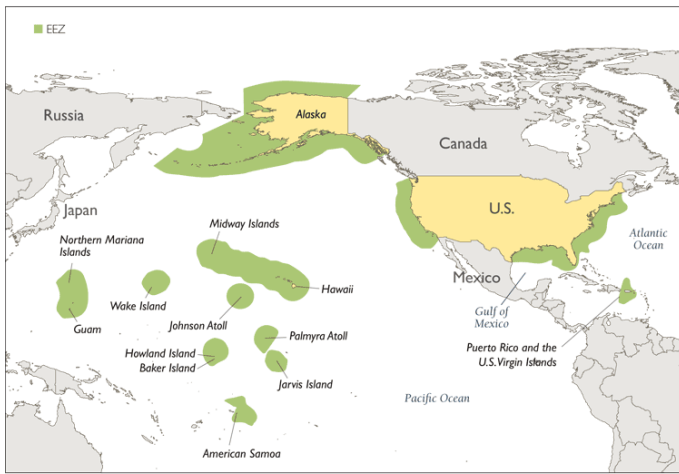 EEZ
Russia
Alaska
Canada
Japan
U.S.
Midway Islands
Atlantic
Ocean
Northern Mariana
Islands
Hawaii
Mexico
Wake Island
Gulf of
Mexico
Guam
Johnson Atoll
Palmyra Atoll
Puerto Rico and the
U.S.Virgin Islands
Howland Island
Baker Island
Jarvis Island
Pacific Ocean
American Samoa